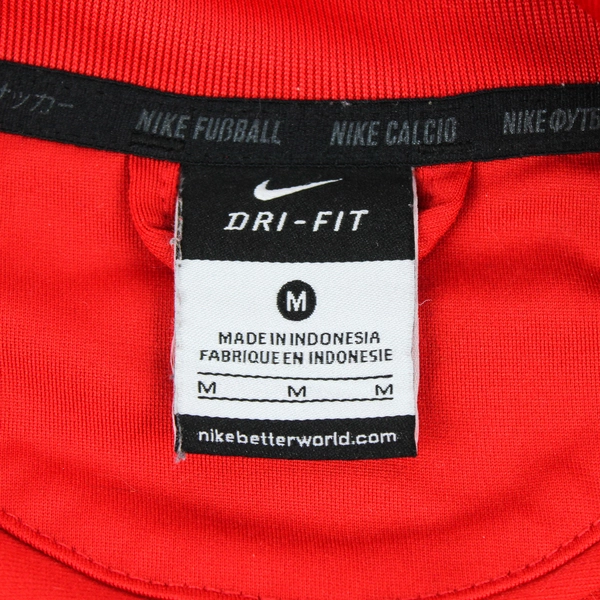 サッカー NIKE FUßBALL NIKE CALCIO NIKE ФУТБ
DRI-FIT
M
MADE IN INDONESIA
FABRIQUE EN INDONESIE
M M M
nikebetterworld.com